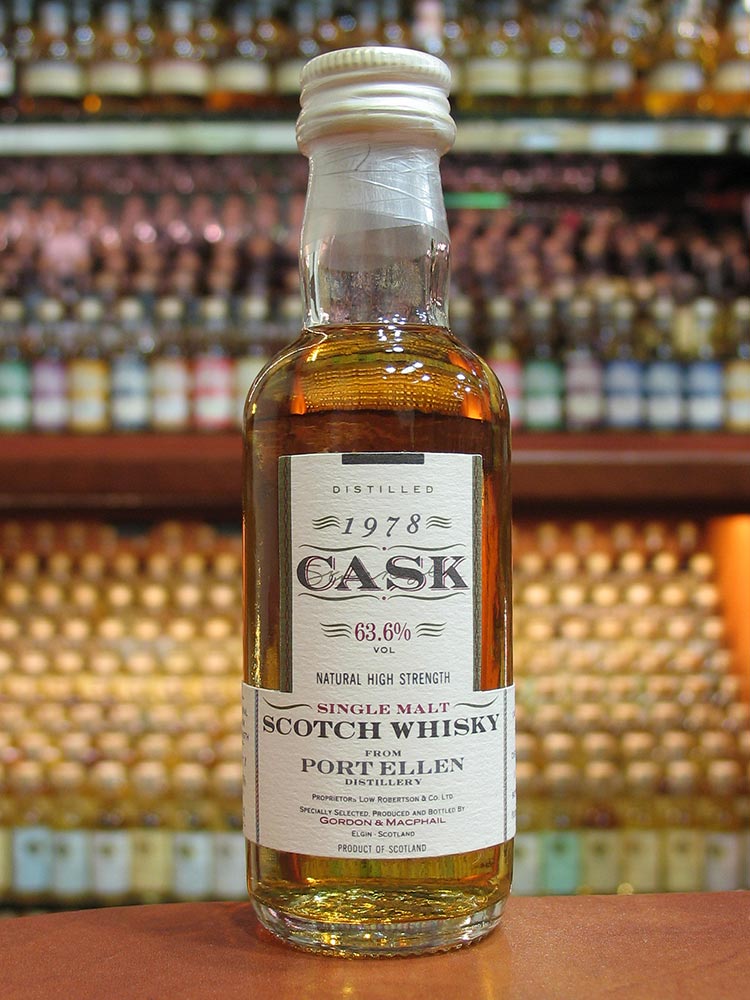 DISTILLED
1978
CASK
63.6%
VOL
NATURAL HIGH STRENGTH
SINGLE MALT
SCOTCH WHISKY
FROM
PORT ELLEN
DISTILLERY
PROPRIETORS LOW ROBERTSON & CO. LTD.
SPECIALLY SELECTED, PRODUCED AND BOTTLED BY
GORDON & MACPHAIL
ELGIN - SCOTLAND
PRODUCT OF SCOTLAND